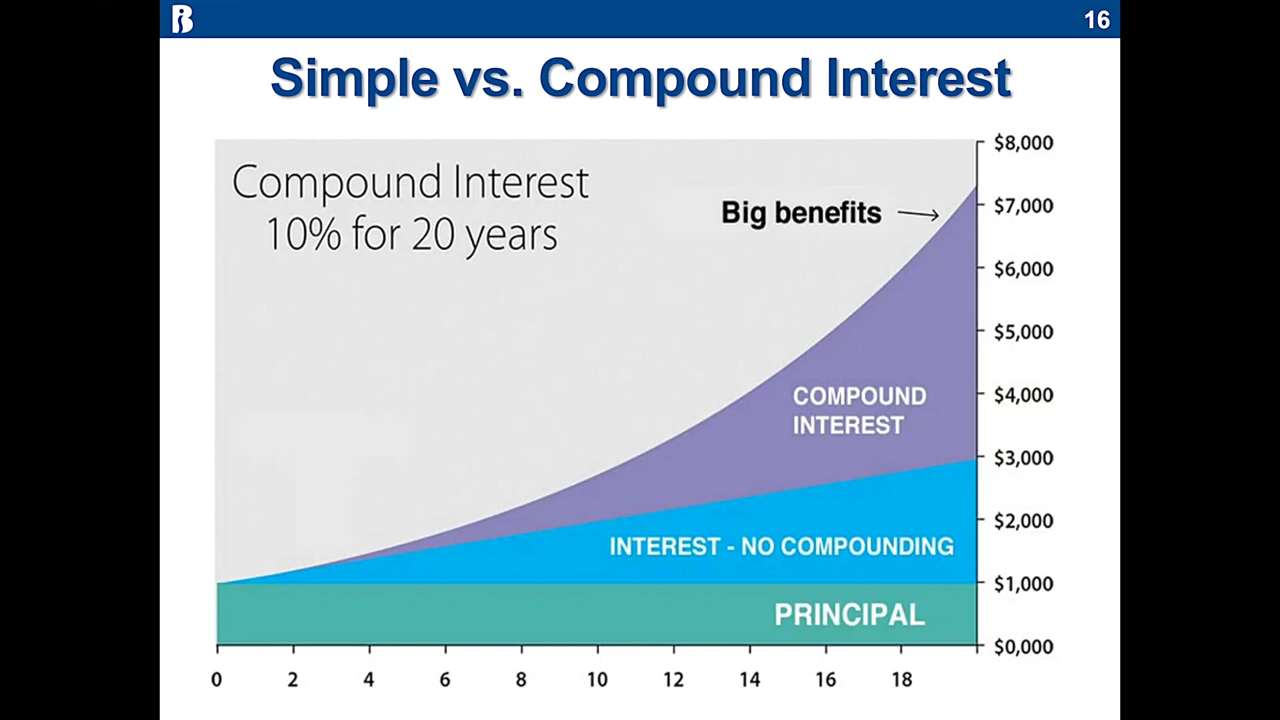 16
Simple vs. Compound Interest
Compound Interest
10% for 20 years
Big benefits
$8,000
$7,000
$6,000
$5,000
$4,000
$3,000
$2,000
$1,000
$0,000
COMPOUND
INTEREST
INTEREST - NO COMPOUNDING
PRINCIPAL
0 2 4 6 8 10 12 14 16 18